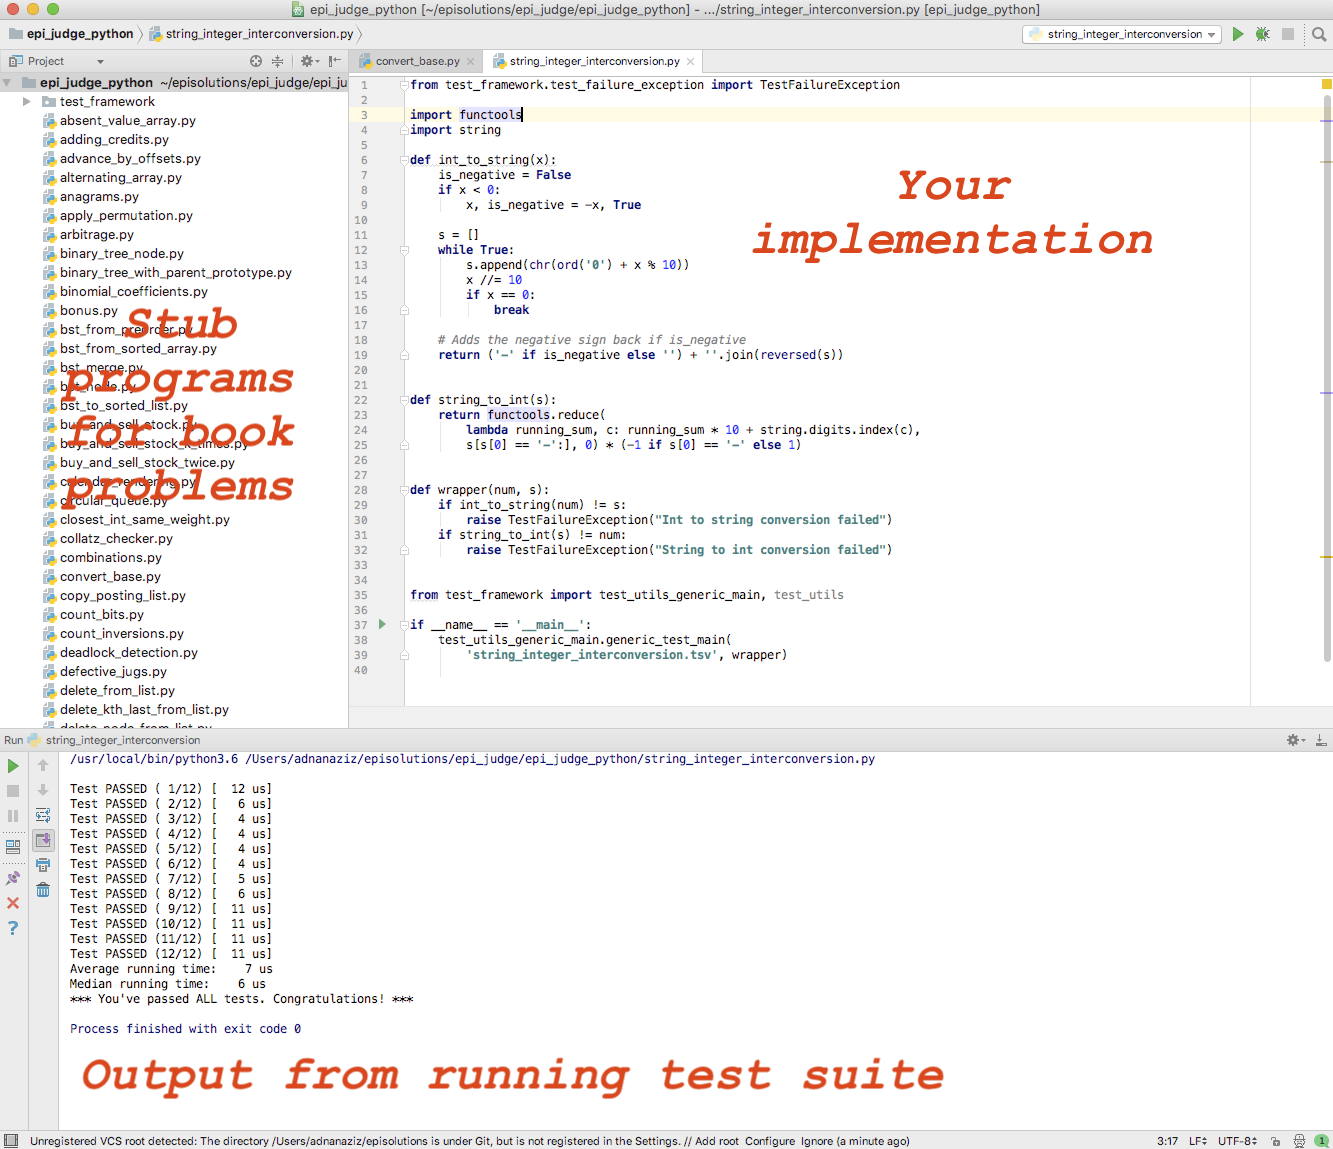 epi_judge_python [~/episolutions/epi_judge/epi_judge_python] - .../string_integer_interconversion.py [epi_judge_python]
epi_judge_python
string_integer_interconversion.py
string_integer_interconversion
Project
convert_base.py
string_integer_interconversion.py
epi_judge_python ~/episolutions/epi_judge/epi_ju
test_framework
absent_value_array.py
adding_credits.py
advance_by_offsets.py
alternating_array.py
anagrams.py
apply_permutation.py
arbitrage.py
binary_tree_node.py
binary_tree_with_parent_prototype.py
binomial_coefficients.py
bonus.py
bst_from_preorder.py
bst_from_sorted_array.py
bst_merge.py
bst_node.py
bst_to_sorted_list.py
buy_and_sell_stock.py
buy_and_sell_stock_k_times.py
buy_and_sell_stock_twice.py
calendar_rendering.py
circular_queue.py
closest_int_same_weight.py
collatz_checker.py
combinations.py
convert_base.py
copy_posting_list.py
count_bits.py
count_inversions.py
deadlock_detection.py
defective_jugs.py
delete_from_list.py
delete_kth_last_from_list.py
delete_node_from_list.py
Stub
programs
for book
problems
1 from test_framework.test_failure_exception import TestFailureException
2
3 import functools
4 import string
5
6 def int_to_string(x):
7 is_negative = False
8 if x < 0:
9 x, is_negative = -x, True
10
11 s = []
12 while True:
13 s.append(chr(ord('0') + x % 10))
14 x //= 10
15 if x == 0:
16 break
17
18 # Adds the negative sign back if is_negative
19 return ('-' if is_negative else '') + ''.join(reversed(s))
20
21
22 def string_to_int(s):
23 return functools.reduce(
24 lambda running_sum, c: running_sum * 10 + string.digits.index(c),
25 s[s[0] == '-':], 0) * (-1 if s[0] == '-' else 1)
26
27
28 def wrapper(num, s):
29 if int_to_string(num) != s:
30 raise TestFailureException("Int to string conversion failed")
31 if string_to_int(s) != num:
32 raise TestFailureException("String to int conversion failed")
33
34
35 from test_framework import test_utils_generic_main, test_utils
36
37 if __name__ == '__main__':
38 test_utils_generic_main.generic_test_main(
39 'string_integer_interconversion.tsv', wrapper)
40
Your
implementation
Run string_integer_interconversion
/usr/local/bin/python3.6 /Users/adnanaziz/episolutions/epi_judge/epi_judge_python/string_integer_interconversion.py
Test PASSED ( 1/12) [ 12 us]
Test PASSED ( 2/12) [ 6 us]
Test PASSED ( 3/12) [ 4 us]
Test PASSED ( 4/12) [ 4 us]
Test PASSED ( 5/12) [ 4 us]
Test PASSED ( 6/12) [ 4 us]
Test PASSED ( 7/12) [ 5 us]
Test PASSED ( 8/12) [ 6 us]
Test PASSED ( 9/12) [ 11 us]
Test PASSED (10/12) [ 11 us]
Test PASSED (11/12) [ 11 us]
Test PASSED (12/12) [ 11 us]
Average running time: 7 us
Median running time: 6 us
*** You've passed ALL tests. Congratulations! ***
Process finished with exit code 0
Output from running test suite
Unregistered VCS root detected: The directory /Users/adnanaziz/episolutions is under Git, but is not registered in the Settings. // Add root Configure Ignore (a minute ago)
3:17 LF UTF-8 1